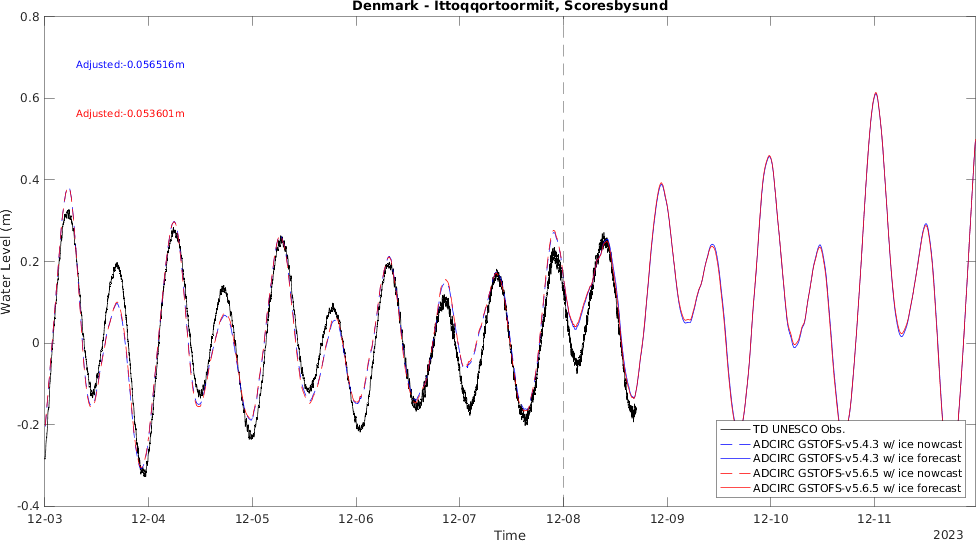 Denmark - Ittoqqortoormiit, Scoresbysund
0.8
0.6
0.4
0.2
0
-0.2
-0.4
Water Level (m)
Adjusted:-0.056516m
Adjusted:-0.053601m
TD UNESCO Obs.
ADCIRC GSTOFS-v5.4.3 w/ ice nowcast
ADCIRC GSTOFS-v5.4.3 w/ ice forecast
ADCIRC GSTOFS-v5.6.5 w/ ice nowcast
ADCIRC GSTOFS-v5.6.5 w/ ice forecast
12-03 12-04 12-05 12-06 12-07 12-08 12-09 12-10 12-11
Time
2023